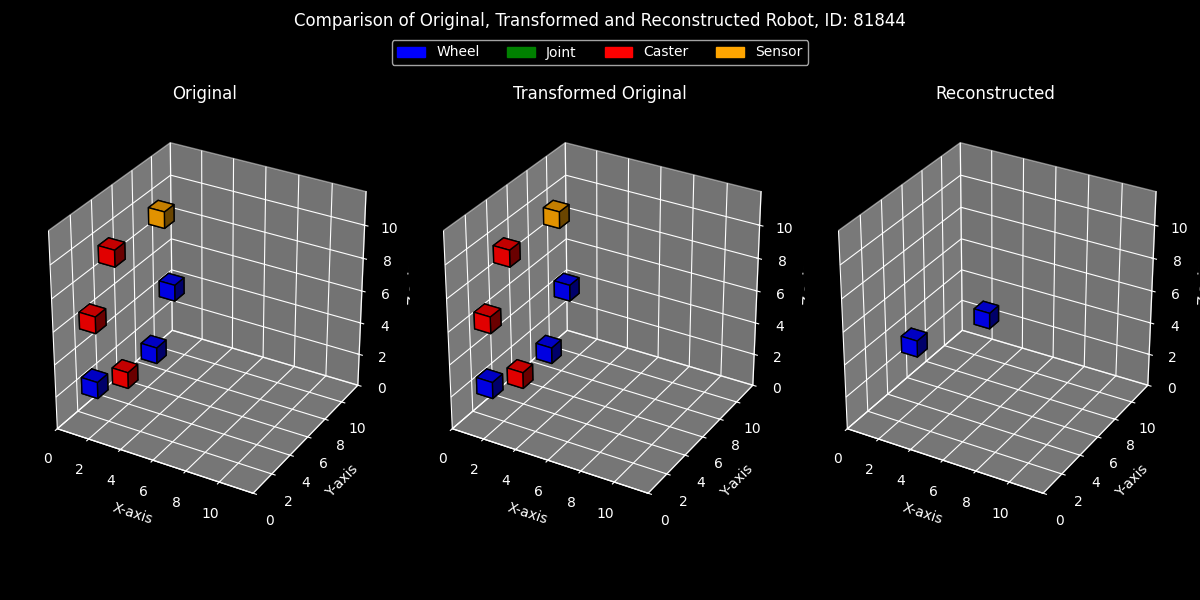 Comparison of Original, Transformed and Reconstructed Robot, ID: 81844
Wheel Joint Caster Sensor
Original Transformed Original Reconstructed
10 10 10
8 8 8
6 6 6
4 4 4
2 2 2
0 0 0
10 10 10
8 8 8
6 6 6
4 4 4
2 2 2
0 0 0
0 2 4 6 8 10 0 2 4 6 8 10 0 2 4 6 8 10
X-axis Y-axis X-axis Y-axis X-axis Y-axis